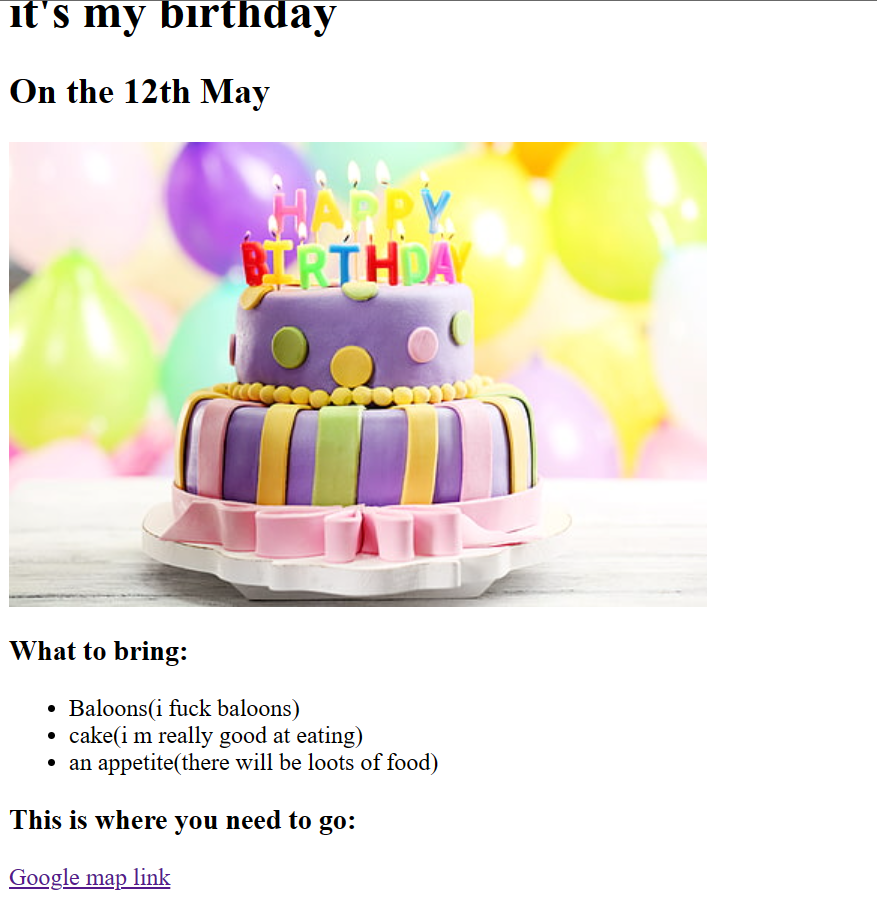 it's my birthday
On the 12th May
HAPPY
BIRTHDAY
What to bring:
Baloons(i fuck baloons)
cake(i m really good at eating)
an appetite(there will be loots of food)
This is where you need to go:
Google map link